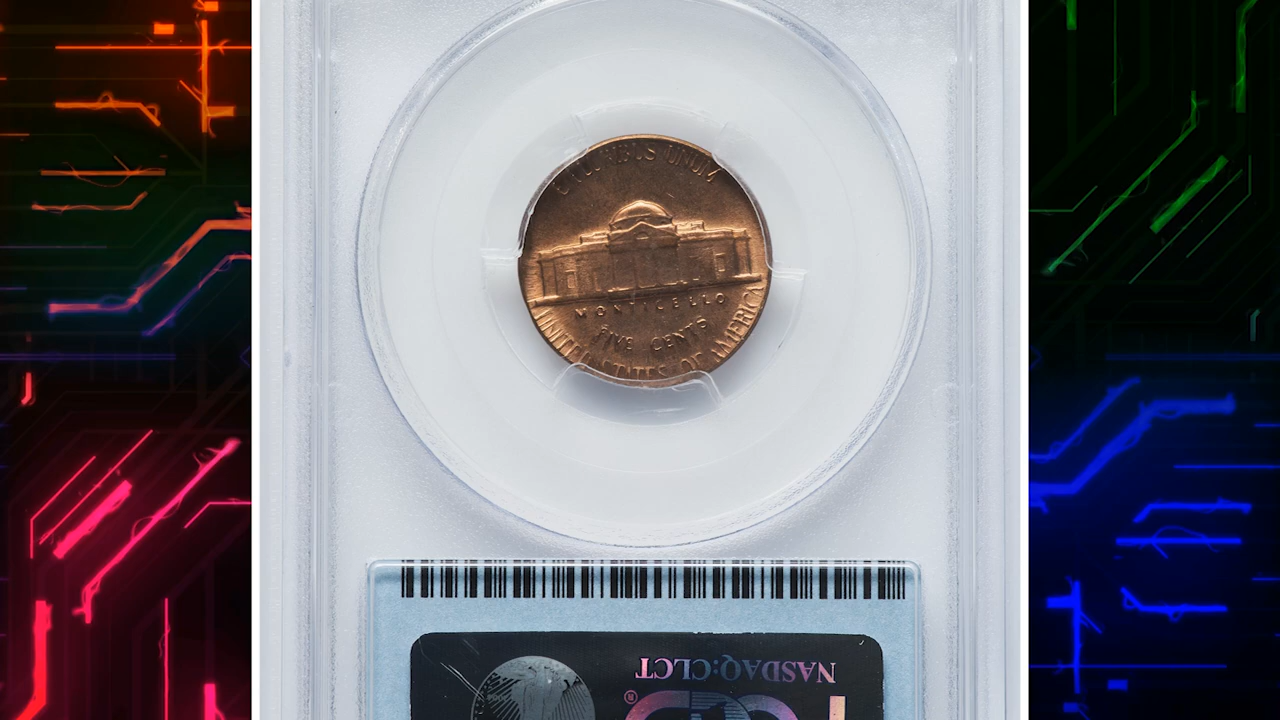 E PLURIBUS UNUM
MONTICELLO
FIVE CENTS
UNITED STATES OF AMERICA
NASDAQ:CLCT
®